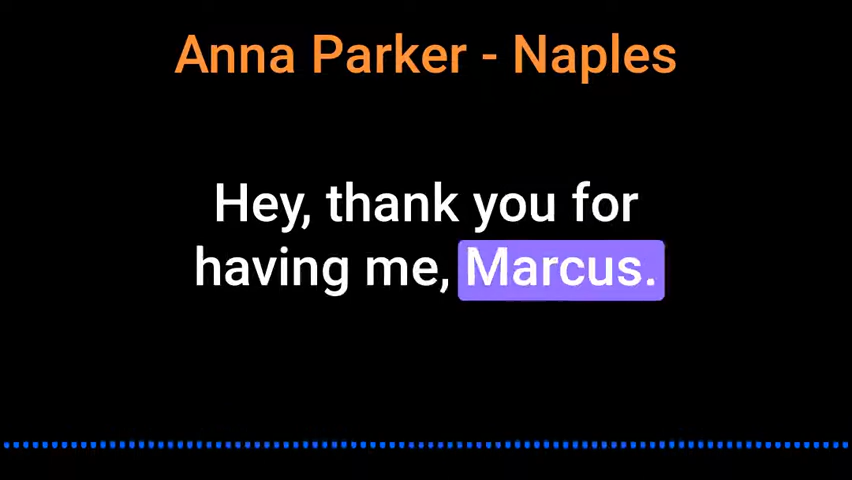 Anna Parker - Naples
Hey, thank you for
having me, Marcus.